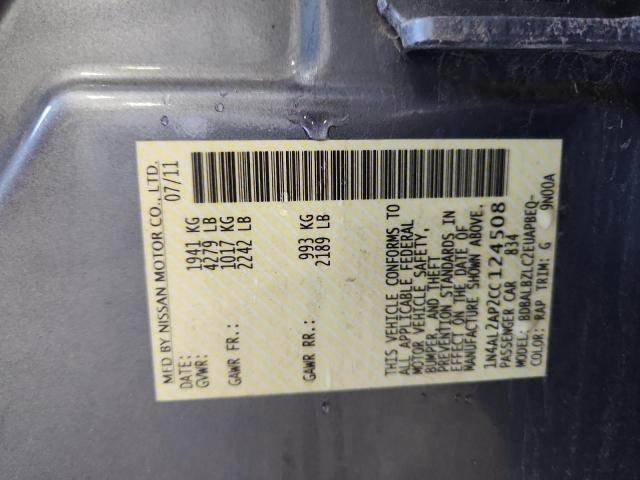 MFD BY NISSAN MOTOR CO., LTD.
DATE: 07/11
GVWR: 1941 KG
4279 LB
GAWR FR.: 1017 KG
2242 LB
GAWR RR.: 993 KG
2189 LB
THIS VEHICLE CONFORMS TO
ALL APPLICABLE FEDERAL
MOTOR VEHICLE SAFETY,
BUMPER, AND THEFT
PREVENTION STANDARDS IN
EFFECT ON THE DATE OF
MANUFACTURE SHOWN ABOVE.
1N4AL2AP2CC124508
PASSENGER CAR 834
MODEL: BDBALBZLC2EUAPBEQ-
COLOR: RAP TRIM: G 9N00A